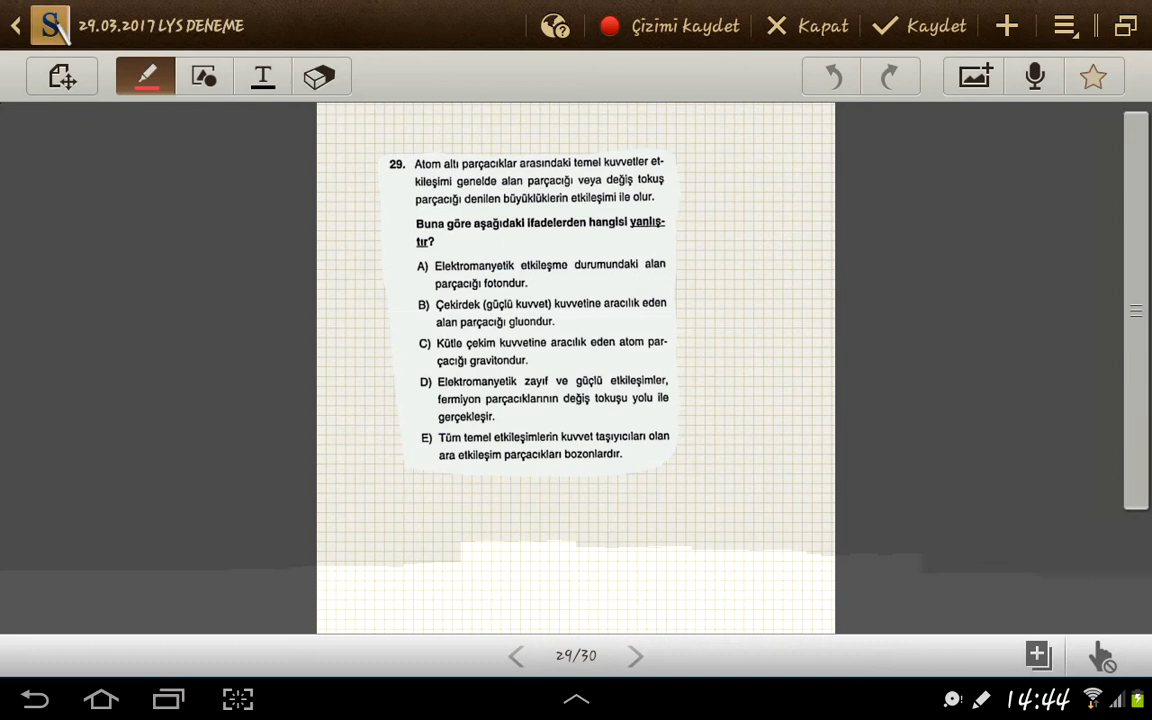 S
29.03.2017 LYS DENEME
Çizimi kaydet
Kapat
Kaydet
T
29. Atom altı parçacıklar arasındaki temel kuvvetler et-
kileşimi genelde alan parçacığı veya değiş tokuş
parçacığı denilen büyüklüklerin etkileşimi ile olur.
Buna göre aşağıdaki ifadelerden hangisi yanlış-
tır?
A) Elektromanyetik etkileşme durumundaki alan
parçacığı fotondur.
B) Çekirdek (güçlü kuvvet) kuvvetine aracılık eden
alan parçacığı gluondur.
C) Kütle çekim kuvvetine aracılık eden atom par-
çacığı gravitondur.
D) Elektromanyetik zayıf ve güçlü etkileşimler,
fermiyon parçacıklarının değiş tokuşu yolu ile
gerçekleşir.
E) Tüm temel etkileşimlerin kuvvet taşıyıcıları olan
ara etkileşim parçacıkları bozonlardır.
29/30
14:44